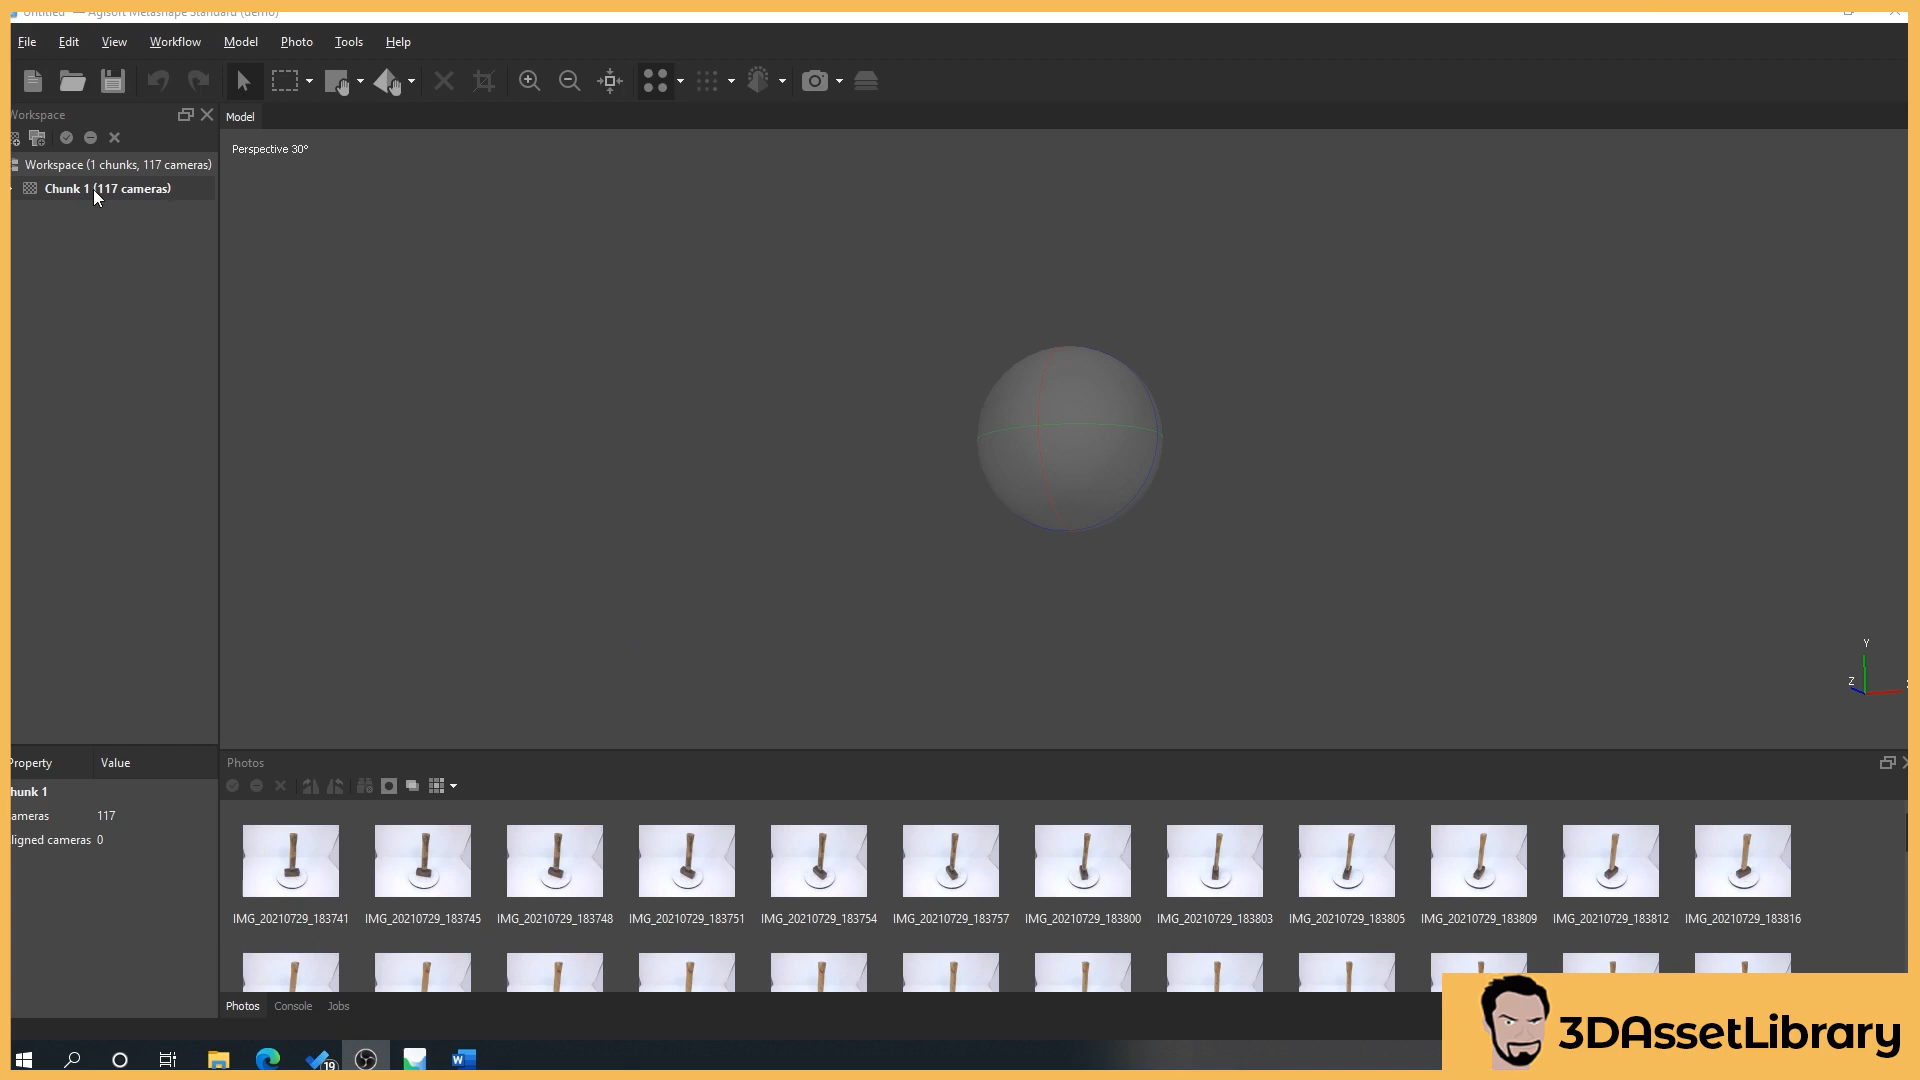 Untitled — Agisoft Metashape Standard (demo)
File Edit View Workflow Model Photo Tools Help
Workspace
Model
Perspective 30°
Workspace (1 chunks, 117 cameras)
Chunk 1 (117 cameras)
Y
Z
Property Value
Photos
hunk 1
ameras 117
ligned cameras 0
IMG_20210729_183741 IMG_20210729_183745 IMG_20210729_183748 IMG_20210729_183751 IMG_20210729_183754 IMG_20210729_183757 IMG_20210729_183800 IMG_20210729_183803 IMG_20210729_183805 IMG_20210729_183809 IMG_20210729_183812 IMG_20210729_183816
Photos Console Jobs
19
W
3DAssetLibrary